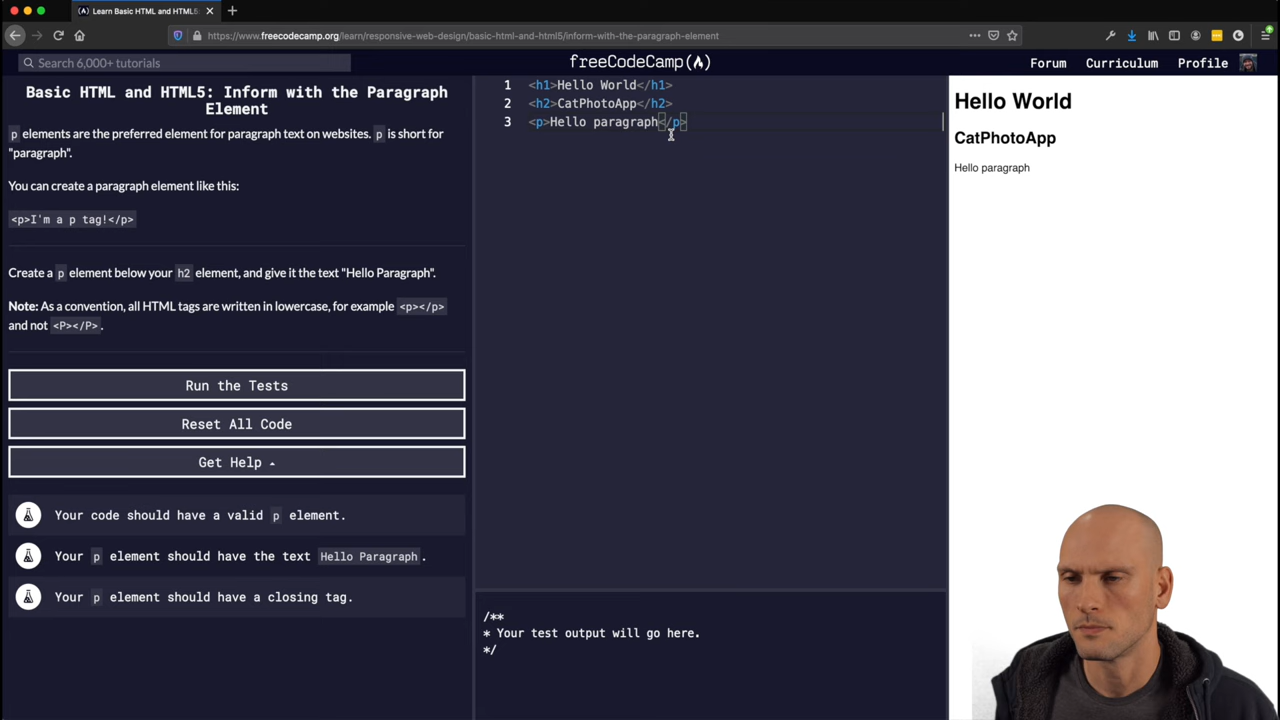 Learn Basic HTML and HTML5:
https://www.freecodecamp.org/learn/responsive-web-design/basic-html-and-html5/inform-with-the-paragraph-element
Search 6,000+ tutorials
freeCodeCamp
Forum
Curriculum
Profile
Basic HTML and HTML5: Inform with the Paragraph
Element
p elements are the preferred element for paragraph text on websites. p is short for
"paragraph".
You can create a paragraph element like this:
<p>I'm a p tag!</p>
Create a p element below your h2 element, and give it the text "Hello Paragraph".
Note: As a convention, all HTML tags are written in lowercase, for example <p></p>
and not <P></P>.
Run the Tests
Reset All Code
Get Help
Your code should have a valid p element.
Your p element should have the text Hello Paragraph.
Your p element should have a closing tag.
1 <h1>Hello World</h1>
2 <h2>CatPhotoApp</h2>
3 <p>Hello paragraph</p>
/**
* Your test output will go here.
*/
Hello World
CatPhotoApp
Hello paragraph